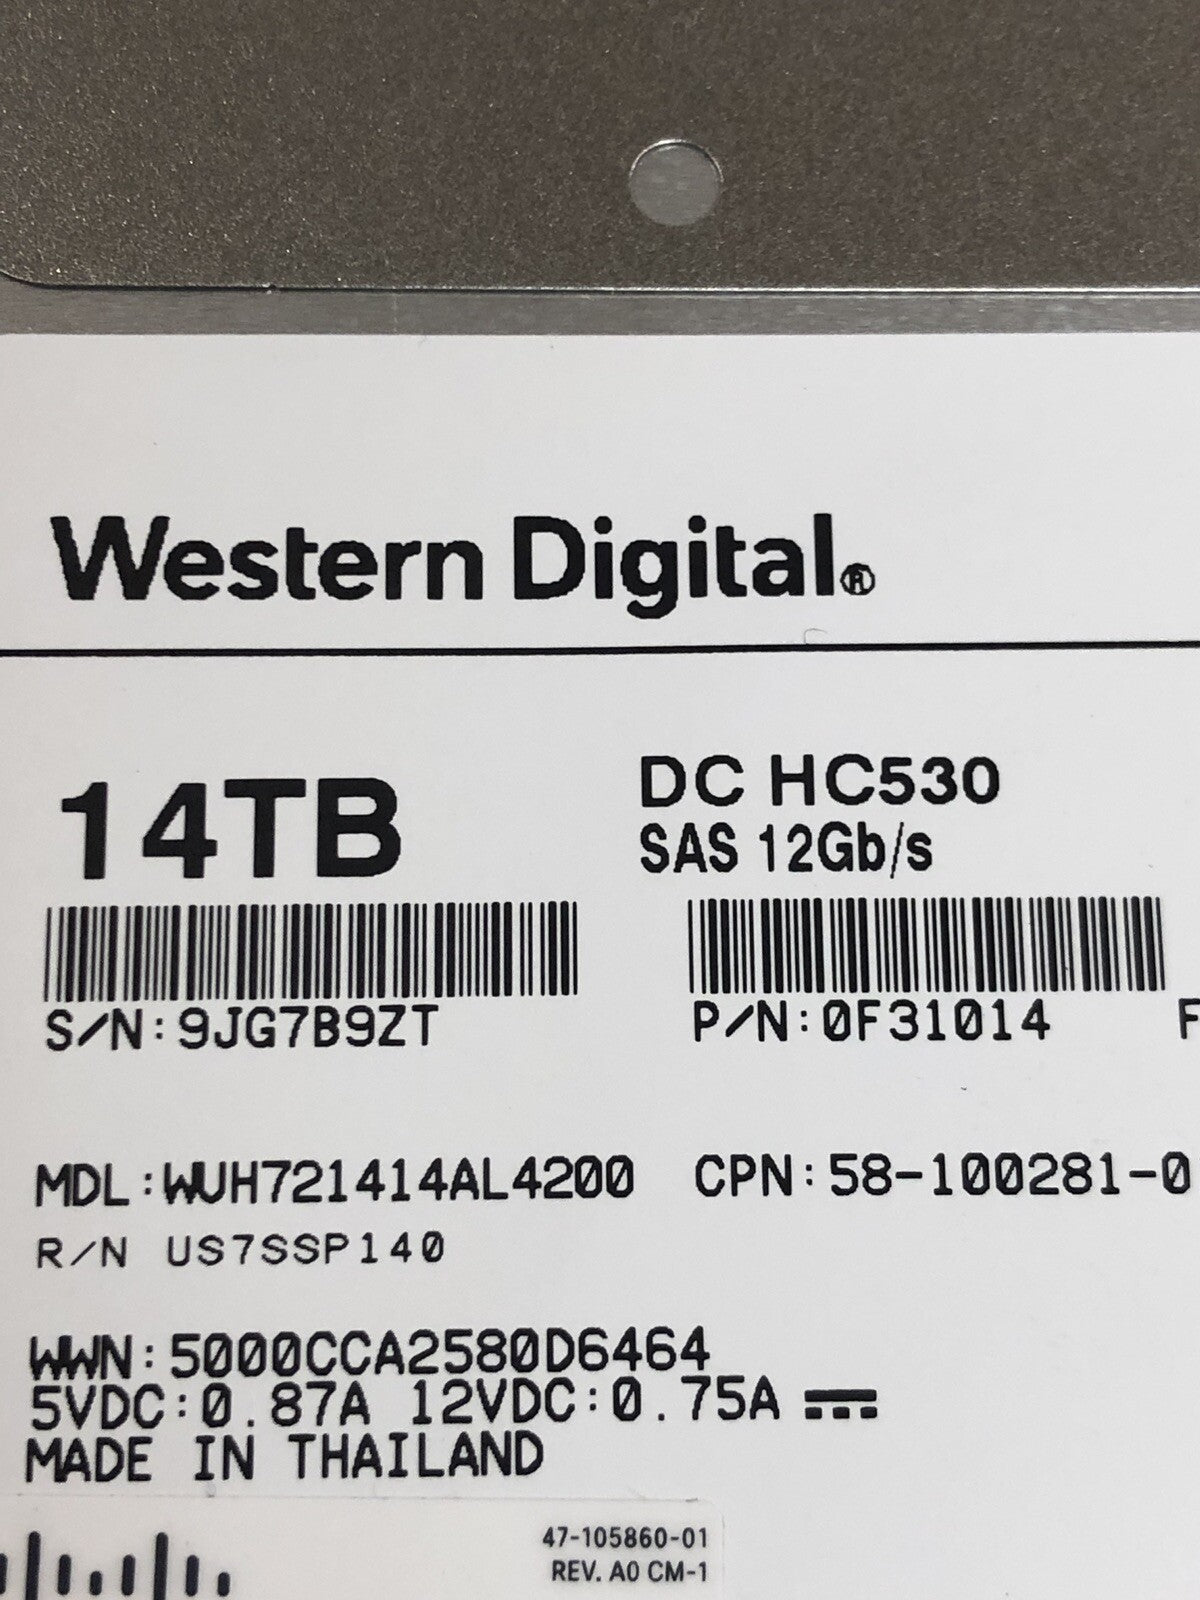 Western Digital®
14TB
DC HC530
SAS 12Gb/s
S/N:9JG7B9ZT
P/N:0F31014
F
MDL:WUH721414AL4200
CPN:58-100281-0
R/N US7SSP140
WWN:5000CCA2580D6464
5VDC:0.87A 12VDC:0.75A
MADE IN THAILAND
47-105860-01
REV. A0 CM-1